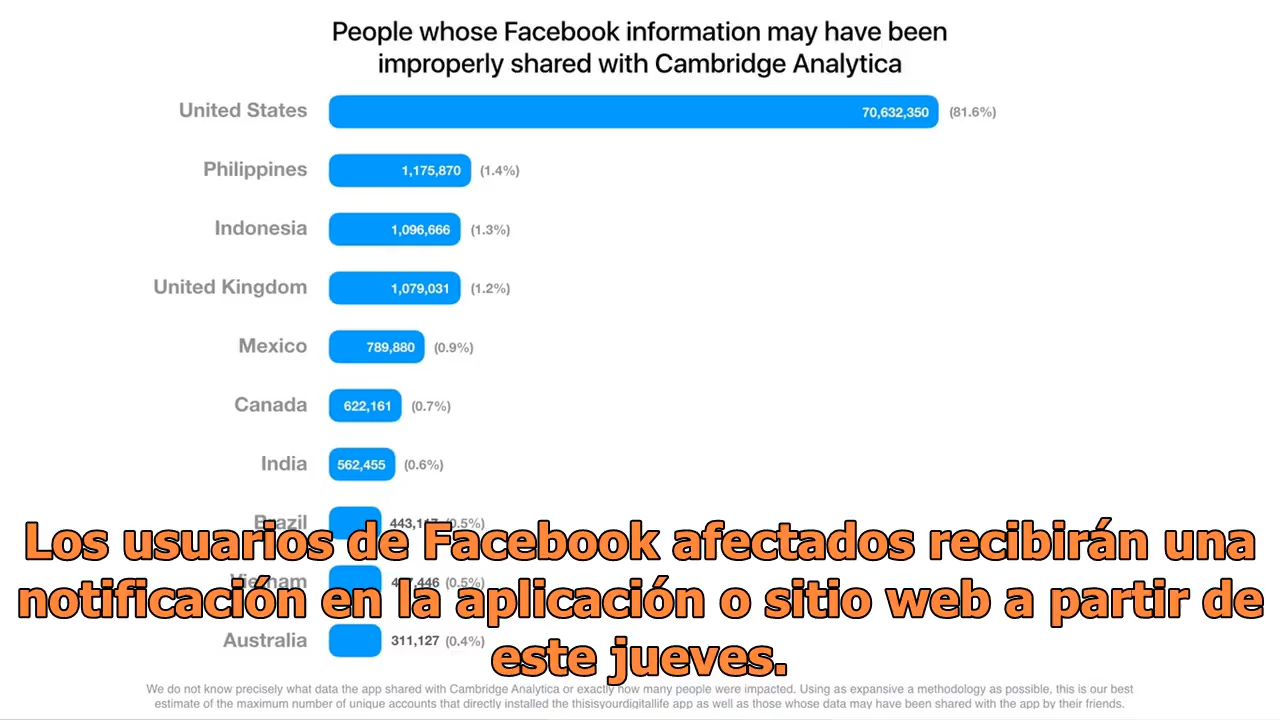 People whose Facebook information may have been
improperly shared with Cambridge Analytica
United States 70,632,350 (81.6%)
Philippines 1,175,870 (1.4%)
Indonesia 1,096,666 (1.3%)
United Kingdom 1,079,031 (1.2%)
Mexico 789,880 (0.9%)
Canada 622,161 (0.7%)
India 562,455 (0.6%)
Brazil (0.5%)
Vietnam (0.5%)
Australia 311,127 (0.4%)
Los usuarios de Facebook afectados recibirán una
notificación en la aplicación o sitio web a partir de
este jueves.
We do not know precisely what data the app shared with Cambridge Analytica or exactly how many people were impacted. Using as expansive a methodology as possible, this is our best
estimate of the maximum number of unique accounts that directly installed the thisisyourdigitallife app as well as those whose data may have been shared with the app by their friends.